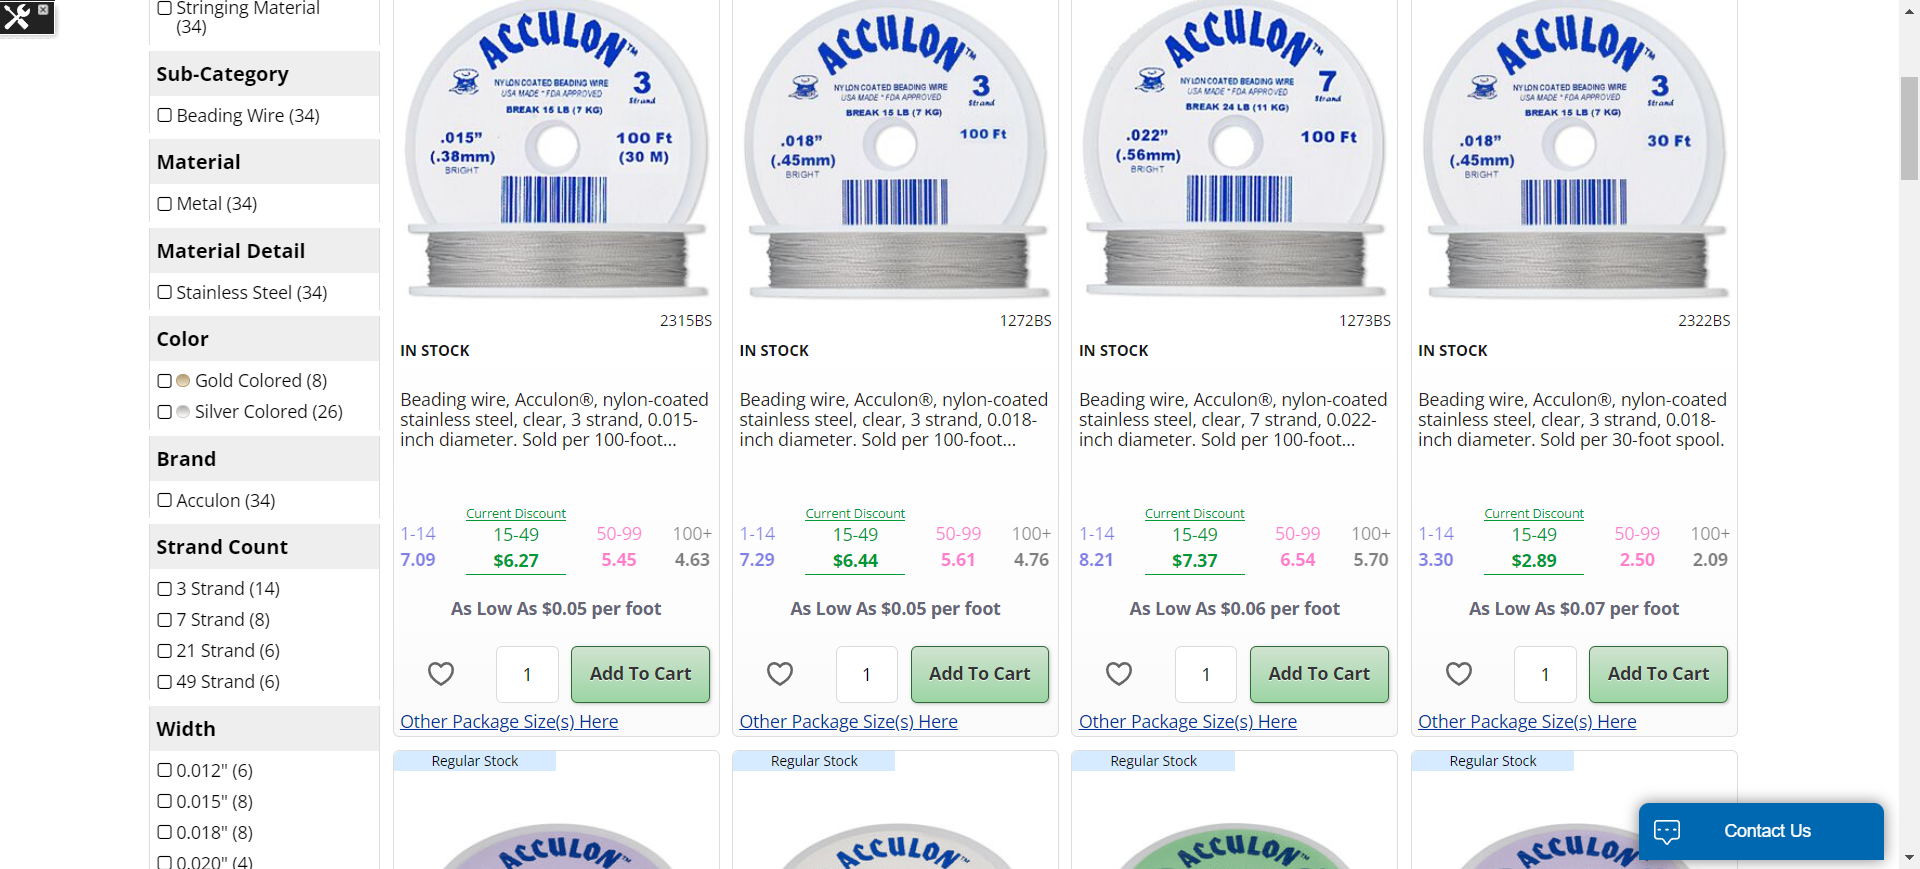 Stringing Material
(34)
Sub-Category
Beading Wire (34)
Material
Metal (34)
Material Detail
Stainless Steel (34)
Color
Gold Colored (8)
Silver Colored (26)
Brand
Acculon (34)
Strand Count
3 Strand (14)
7 Strand (8)
21 Strand (6)
49 Strand (6)
Width
0.012" (6)
0.015" (8)
0.018" (8)
0.020" (4)
ACCULON™
NYLON COATED BEADING WIRE
USA MADE * FDA APPROVED
3
Strand
BREAK 15 LB (7 KG)
.015”
(.38mm)
BRIGHT
100 Ft
(30 M)
2315BS
IN STOCK
Beading wire, Acculon®, nylon-coated
stainless steel, clear, 3 strand, 0.015-
inch diameter. Sold per 100-foot...
Current Discount
1-14 15-49 50-99 100+
7.09 $6.27 5.45 4.63
As Low As $0.05 per foot
1
Add To Cart
Other Package Size(s) Here
ACCULON™
NYLON COATED BEADING WIRE
USA MADE * FDA APPROVED
3
Strand
BREAK 15 LB (7 KG)
.018”
(.45mm)
BRIGHT
100 Ft
1272BS
IN STOCK
Beading wire, Acculon®, nylon-coated
stainless steel, clear, 3 strand, 0.018-
inch diameter. Sold per 100-foot...
Current Discount
1-14 15-49 50-99 100+
7.29 $6.44 5.61 4.76
As Low As $0.05 per foot
1
Add To Cart
Other Package Size(s) Here
ACCULON™
NYLON COATED BEADING WIRE
USA MADE * FDA APPROVED
7
Strand
BREAK 24 LB (11 KG)
.022”
(.56mm)
BRIGHT
100 Ft
1273BS
IN STOCK
Beading wire, Acculon®, nylon-coated
stainless steel, clear, 7 strand, 0.022-
inch diameter. Sold per 100-foot...
Current Discount
1-14 15-49 50-99 100+
8.21 $7.37 6.54 5.70
As Low As $0.06 per foot
1
Add To Cart
Other Package Size(s) Here
ACCULON™
NYLON COATED BEADING WIRE
USA MADE * FDA APPROVED
3
Strand
BREAK 15 LB (7 KG)
.018”
(.45mm)
BRIGHT
30 Ft
2322BS
IN STOCK
Beading wire, Acculon®, nylon-coated
stainless steel, clear, 3 strand, 0.018-
inch diameter. Sold per 30-foot spool.
Current Discount
1-14 15-49 50-99 100+
3.30 $2.89 2.50 2.09
As Low As $0.07 per foot
1
Add To Cart
Other Package Size(s) Here
Regular Stock
ACCULON™
Regular Stock
ACCULON™
Regular Stock
ACCULON™
Regular Stock
ACCULON™
Contact Us